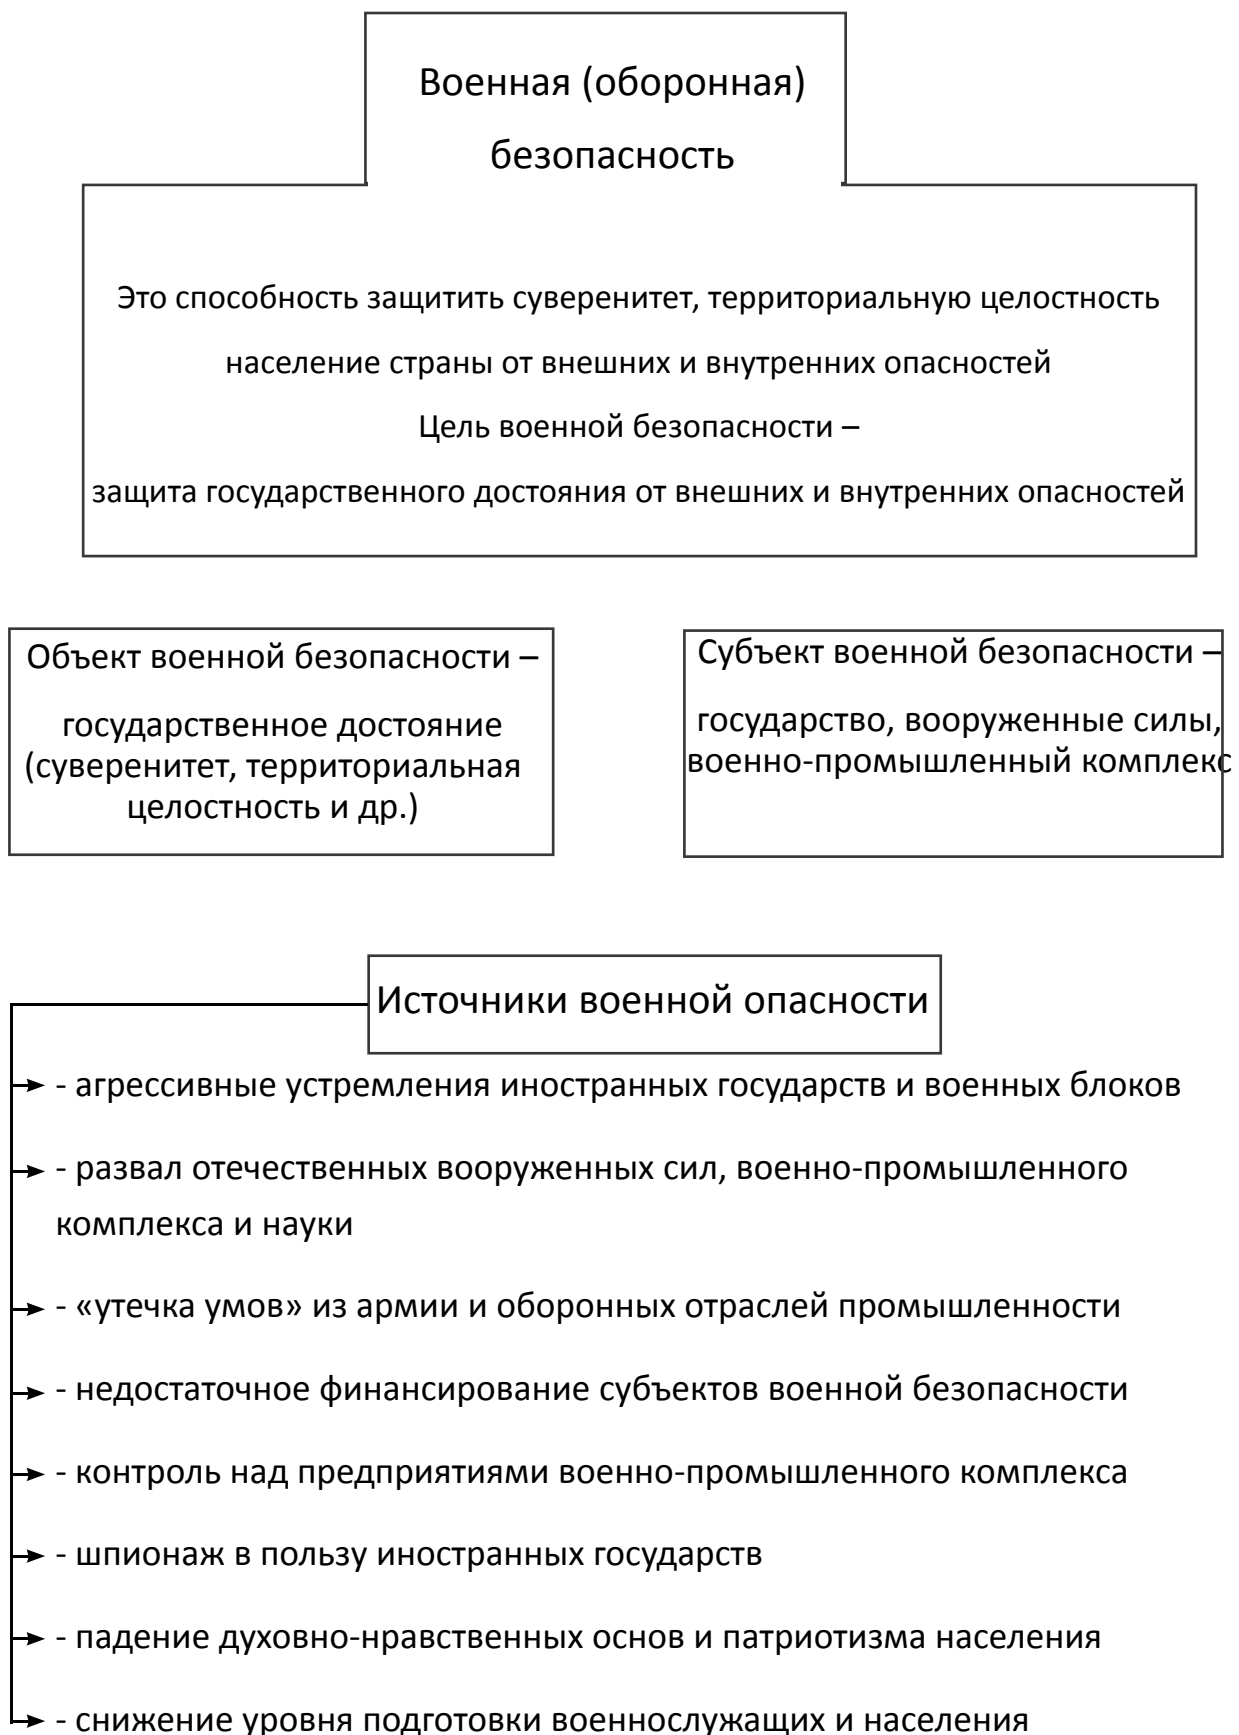 Военная (оборонная)
безопасность
Это способность защитить суверенитет, территориальную целостность
население страны от внешних и внутренних опасностей
Цель военной безопасности –
защита государственного достояния от внешних и внутренних опасностей
Объект военной безопасности –
государственное достояние
(суверенитет, территориальная
целостность и др.)
Субъект военной безопасности –
государство, вооруженные силы,
военно-промышленный комплекс
Источники военной опасности
- агрессивные устремления иностранных государств и военных блоков
- развал отечественных вооруженных сил, военно-промышленного
комплекса и науки
- «утечка умов» из армии и оборонных отраслей промышленности
- недостаточное финансирование субъектов военной безопасности
- контроль над предприятиями военно-промышленного комплекса
- шпионаж в пользу иностранных государств
- падение духовно-нравственных основ и патриотизма населения
- снижение уровня подготовки военнослужащих и населения